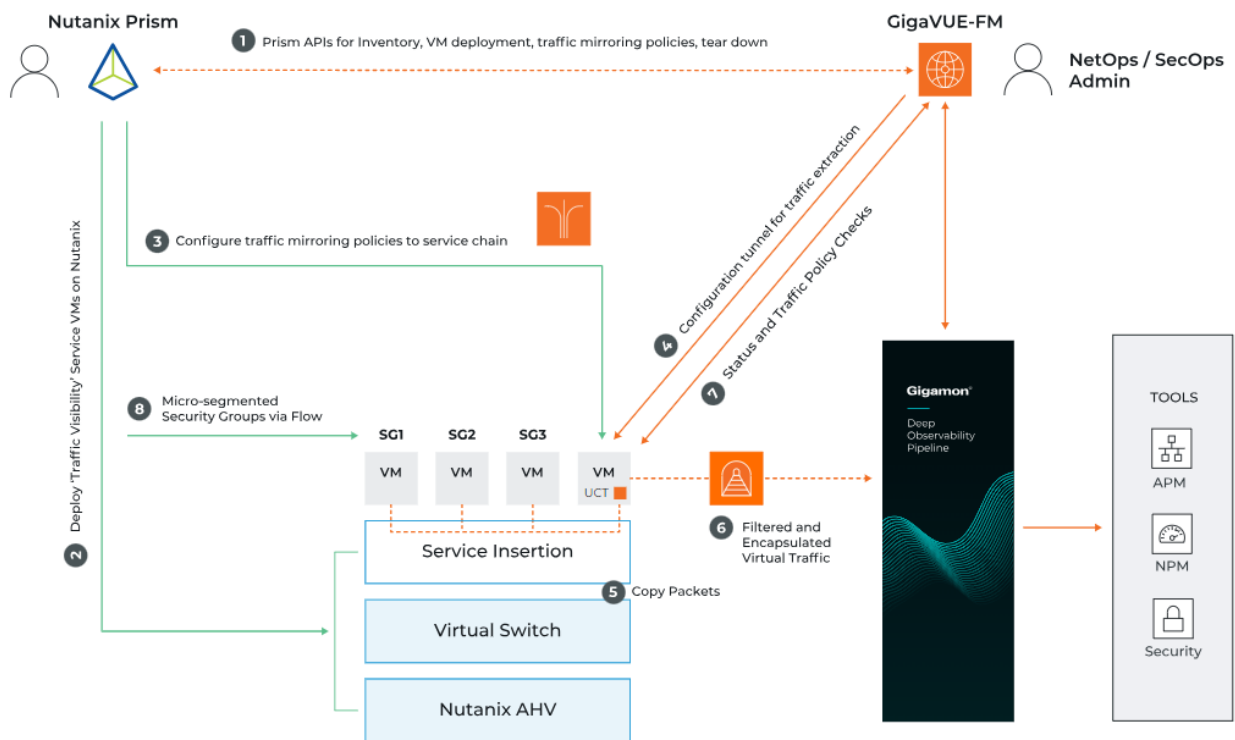 Nutanix Prism
GigaVUE-FM
1 Prism APIs for Inventory, VM deployment, traffic mirroring policies, tear down
NetOps / SecOps
Admin
3 Configure traffic mirroring policies to service chain
2 Deploy 'Traffic Visibility' Service VMs on Nutanix
4 Configuration tunnel for traffic extraction
7 Status and Traffic Policy Checks
8 Micro-segmented
Security Groups via Flow
SG1
SG2
SG3
VM
VM
VM
VM
UCT
6 Filtered and
Encapsulated
Virtual Traffic
Service Insertion
5 Copy Packets
Virtual Switch
Nutanix AHV
Gigamon®
Deep
Observability
Pipeline
TOOLS
APM
NPM
Security